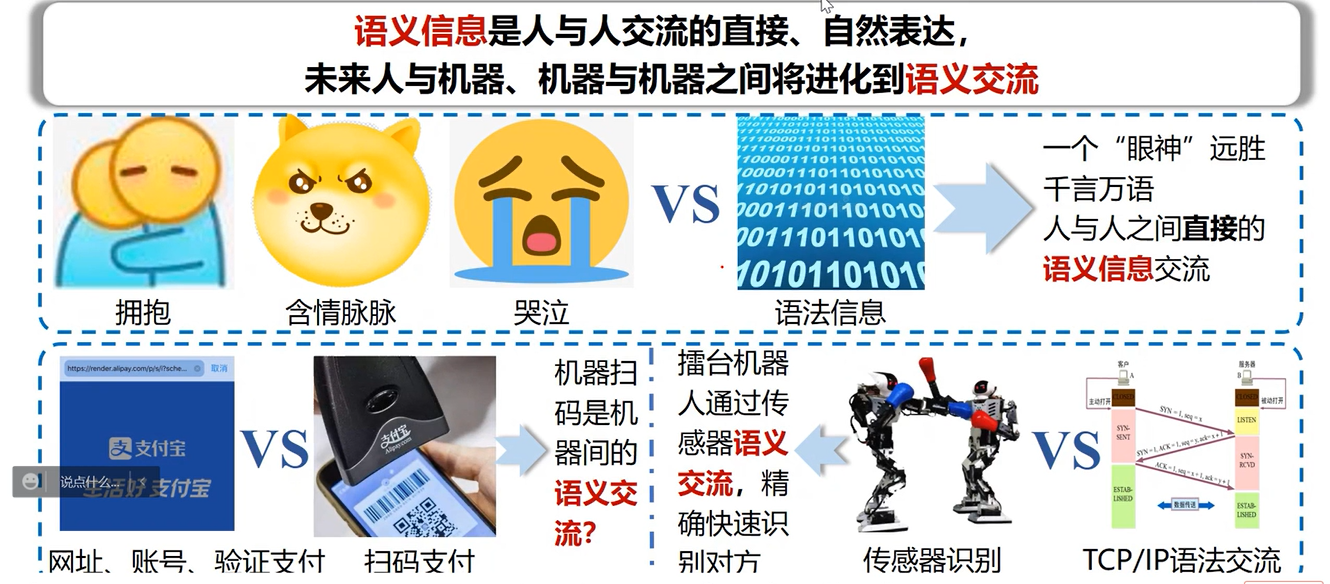 语义信息是人与人交流的直接、自然表达，
未来人与机器、机器与机器之间将进化到语义交流
拥抱
含情脉脉
哭泣
VS
语法信息
一个“眼神”远胜
千言万语
人与人之间直接的
语义信息交流
https://render.alipay.com/p/s/i?sche...
取消
支付宝
生活好 支付宝
说点什么...
网址、账号、验证支付
VS
支付宝
Alipay.com
扫码支付
机器扫
码是机
器间的
语义交
流?
擂台机器
人通过传
感器语义
交流，精
确快速识
别对方
传感器识别
VS
客户
A
服务器
B
CLOSED
CLOSED
主动打开
被动打开
SYN = 1, seq = x
LISTEN
SYN-
SENT
SYN = 1, ACK = 1, seq = y, ack = x + 1
SYN-
RCVD
ACK = 1, seq = x + 1, ack = y + 1
ESTAB-
LISHED
ESTAB-
LISHED
数据传送
TCP/IP语法交流